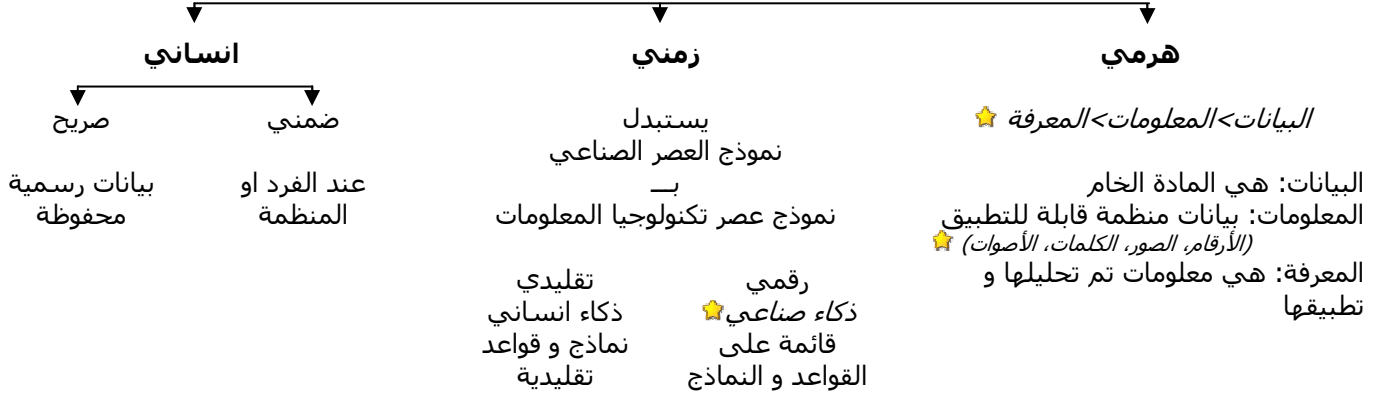 هرمي
البيانات>المعلومات>المعرفة
البيانات: هي المادة الخام
المعلومات: بيانات منظمة قابلة للتطبيق
(الأرقام، الصور، الكلمات، الأصوات)
المعرفة: هي معلومات تم تحليلها و
تطبيقها
زمني
يستبدل
نموذج العصر الصناعي
بـــ
نموذج عصر تكنولوجيا المعلومات
رقمي
ذكاء صناعي
قائمة على
القواعد و النماذج
تقليدي
ذكاء انساني
نماذج و قواعد
تقليدية
انساني
ضمني
عند الفرد او
المنظمة
صريح
بيانات رسمية
محفوظة